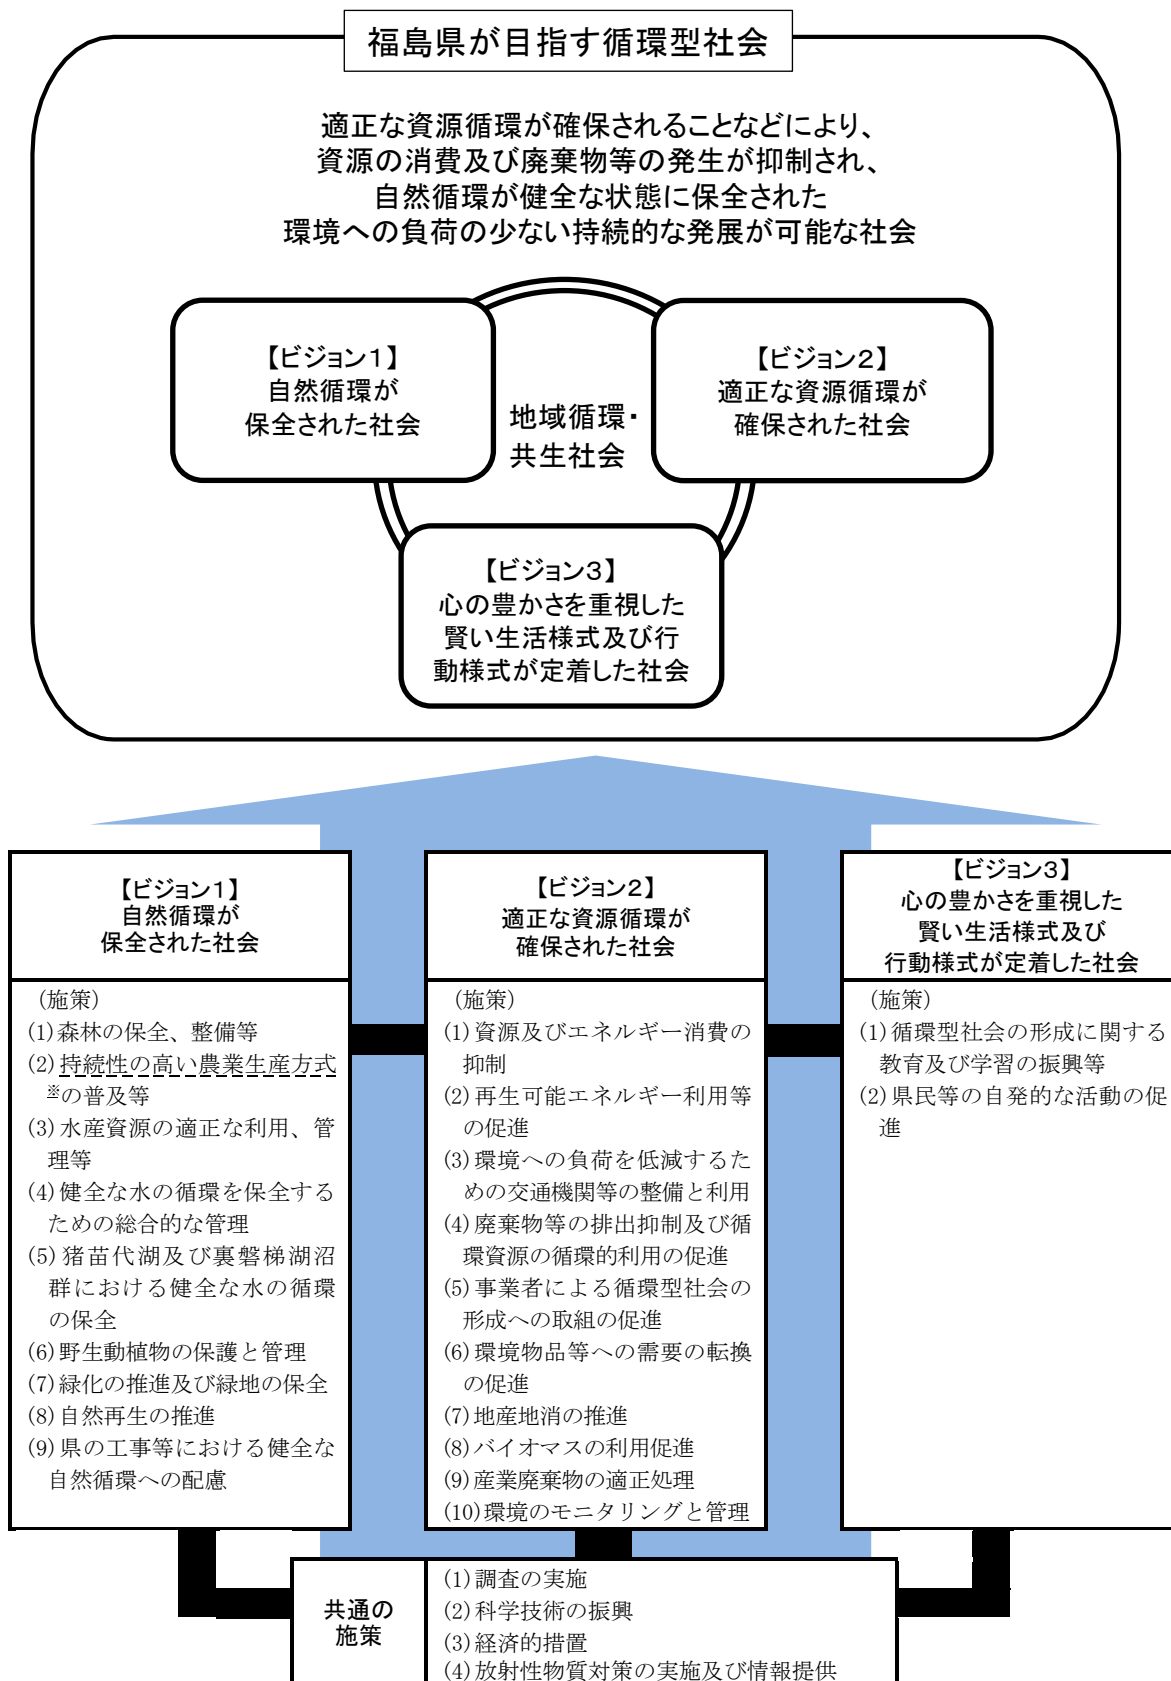 福島県が目指す循環型社会
適正な資源循環が確保されることなどにより、
資源の消費及び廃棄物等の発生が抑制され、
自然循環が健全な状態に保全された
環境への負荷の少ない持続的な発展が可能な社会
【ビジョン1】
自然循環が
保全された社会
【ビジョン2】
適正な資源循環が
確保された社会
地域循環・
共生社会
【ビジョン3】
心の豊かさを重視した
賢い生活様式及び行
動様式が定着した社会
【ビジョン1】
自然循環が
保全された社会
(施策)
(1)森林の保全、整備等
(2)持続性の高い農業生産方式
※の普及等
(3)水産資源の適正な利用、管
理等
(4)健全な水の循環を保全する
ための総合的な管理
(5)猪苗代湖及び裏磐梯湖沼
群における健全な水の循環
の保全
(6)野生動植物の保護と管理
(7)緑化の推進及び緑地の保全
(8)自然再生の推進
(9)県の工事等における健全な
自然循環への配慮
【ビジョン2】
適正な資源循環が
確保された社会
(施策)
(1)資源及びエネルギー消費の
抑制
(2)再生可能エネルギー利用等
の促進
(3)環境への負荷を低減するた
めの交通機関等の整備と利用
(4)廃棄物等の排出抑制及び循
環資源の循環的利用の促進
(5)事業者による循環型社会の
形成への取組の促進
(6)環境物品等への需要の転換
の促進
(7)地産地消の推進
(8)バイオマスの利用促進
(9)産業廃棄物の適正処理
(10)環境のモニタリングと管理
【ビジョン3】
心の豊かさを重視した
賢い生活様式及び
行動様式が定着した社会
(施策)
(1)循環型社会の形成に関する
教育及び学習の振興等
(2)県民等の自発的な活動の促
進
共通の
施策
(1)調査の実施
(2)科学技術の振興
(3)経済的措置
(4)放射性物質対策の実施及び情報提供